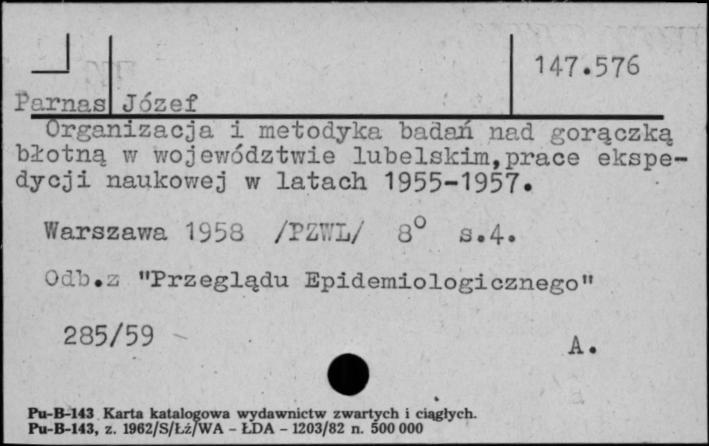 147.576
Parnas Józef
Organizacja i metodyka badań nad gorączką
błotną w województwie lubelskim,prace ekspe-
dycji naukowej w latach 1955-1957.
Warszawa 1958 /PZWL/ 8° s.4.
Odb.z "Przeglądu Epidemiologicznego"
285/59
A.
Pu-B-143 Karta katalogowa wydawnictw zwartych i ciągłych.
Pu-B-143, z. 1962/S/Łź/WA - ŁDA - 1203/82 n. 500 000